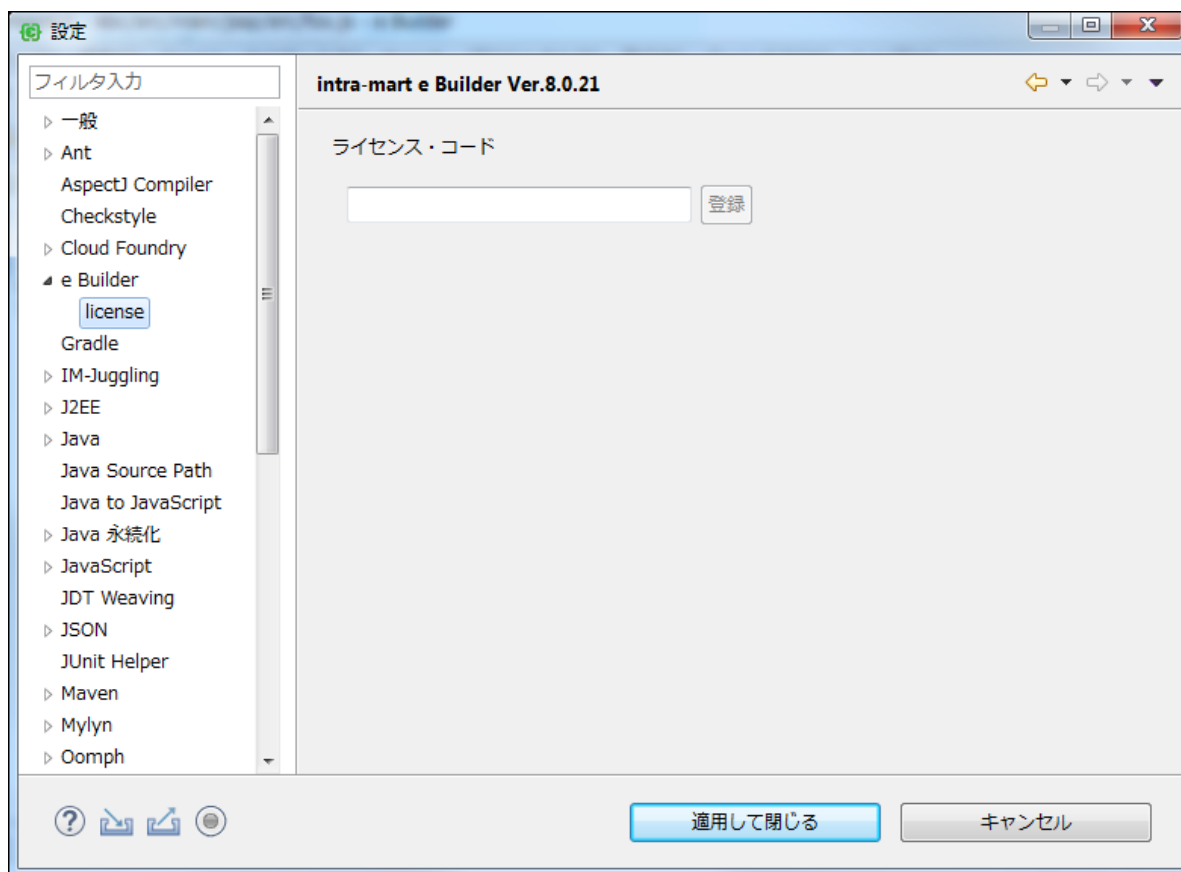 設定
フィルタ入力
一般
Ant
AspectJ Compiler
Checkstyle
Cloud Foundry
e Builder
license
Gradle
IM-Juggling
J2EE
Java
Java Source Path
Java to JavaScript
Java 永続化
JavaScript
JDT Weaving
JSON
JUnit Helper
Maven
Mylyn
Oomph
intra-mart e Builder Ver.8.0.21
ライセンス・コード
登録
適用して閉じる
キャンセル